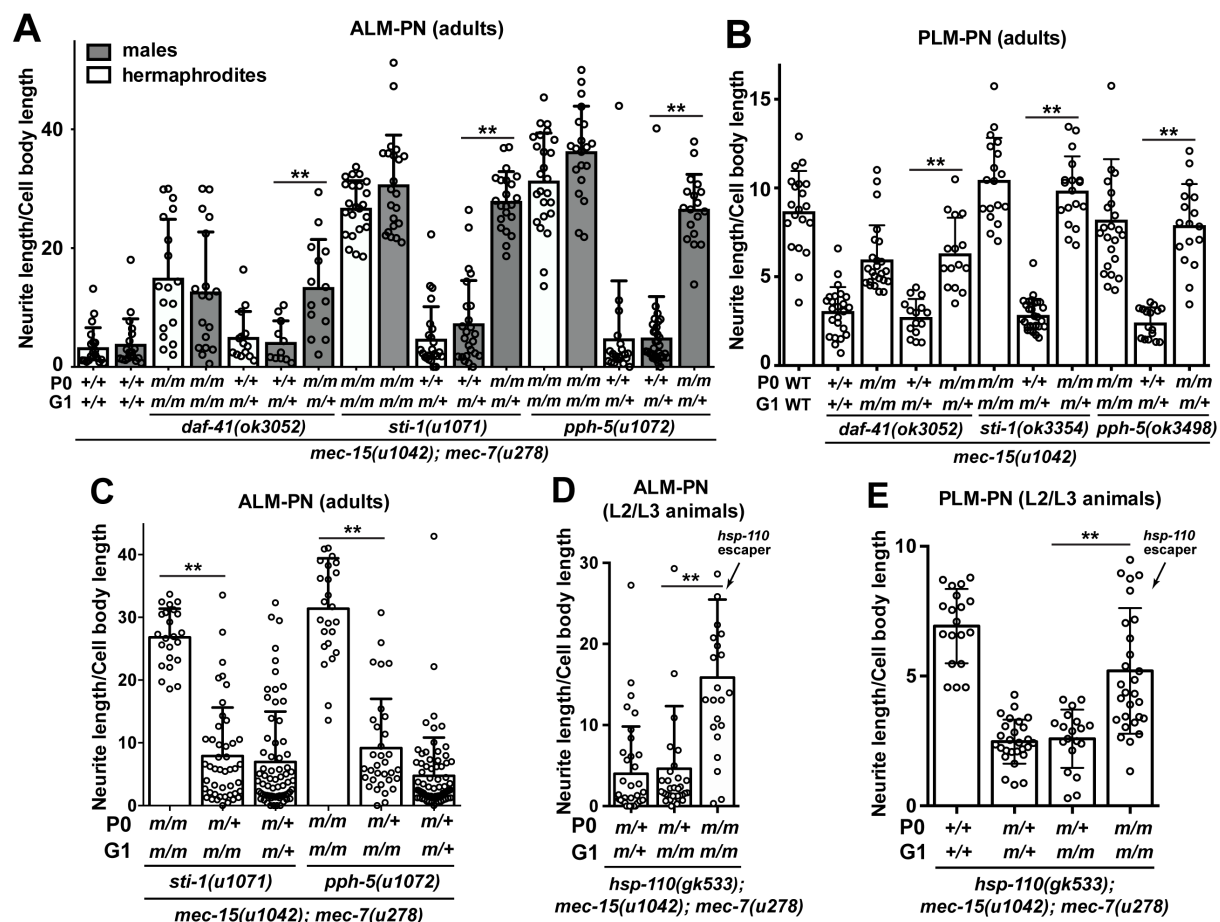 A
ALM-PN (adults)
males
hermaphrodites
Neurite length/Cell body length
40
20
0
** ** **
P0 +/+ +/+ m/m m/m +/+ +/+ m/m m/m m/m +/+ +/+ m/m m/m m/m +/+ +/+ m/m
G1 +/+ +/+ m/m m/m m/+ m/+ m/+ m/m m/m m/+ m/+ m/+ m/m m/m m/+ m/+ m/+
daf-41(ok3052) sti-1(u1071) pph-5(u1072)
mec-15(u1042); mec-7(u278)
B
PLM-PN (adults)
Neurite length/Cell body length
15
10
5
0
** ** **
P0 WT +/+ m/m +/+ m/m m/m +/+ m/m m/m +/+ m/m
G1 WT +/+ m/m m/+ m/+ m/m m/+ m/+ m/m m/+ m/+
daf-41(ok3052) sti-1(ok3354) pph-5(ok3498)
mec-15(u1042)
C
ALM-PN (adults)
Neurite length/Cell body length
40
30
20
10
0
** **
P0 m/m m/+ m/+ m/m m/+ m/+
G1 m/m m/m m/+ m/m m/m m/+
sti-1(u1071) pph-5(u1072)
mec-15(u1042); mec-7(u278)
D
ALM-PN
(L2/L3 animals)
hsp-110
escaper
Neurite length/Cell body length
30
20
10
0
**
P0 m/+ m/+ m/m
G1 m/+ m/m m/m
hsp-110(gk533);
mec-15(u1042); mec-7(u278)
E
PLM-PN (L2/L3 animals)
hsp-110
escaper
Neurite length/Cell body length
10
5
0
**
P0 +/+ m/+ m/+ m/m
G1 +/+ m/+ m/m m/m
hsp-110(gk533);
mec-15(u1042); mec-7(u278)